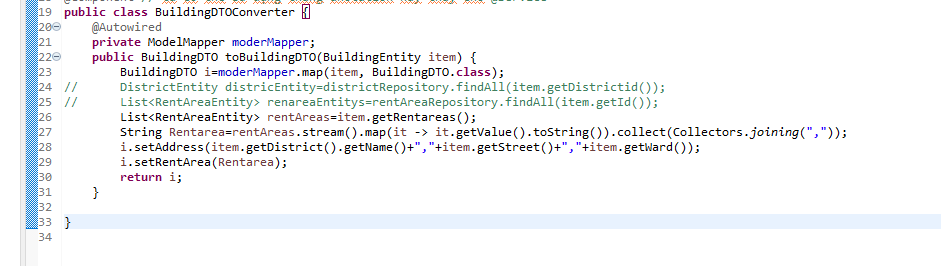 19 public class BuildingDTOConverter {
20 @Autowired
21 private ModelMapper moderMapper;
22 public BuildingDTO toBuildingDTO(BuildingEntity item) {
23 BuildingDTO i=moderMapper.map(item, BuildingDTO.class);
24 // DistrictEntity districEntity=districtRepository.findAll(item.getDistrictid());
25 // List<RentAreaEntity> renareaEntitys=rentAreaRepository.findAll(item.getId());
26 List<RentAreaEntity> rentAreas=item.getRentareas();
27 String Rentarea=rentAreas.stream().map(it -> it.getValue().toString()).collect(Collectors.joining(","));
28 i.setAddress(item.getDistrict().getName()+","+item.getStreet()+","+item.getWard());
29 i.setRentArea(Rentarea);
30 return i;
31 }
32
33 }
34